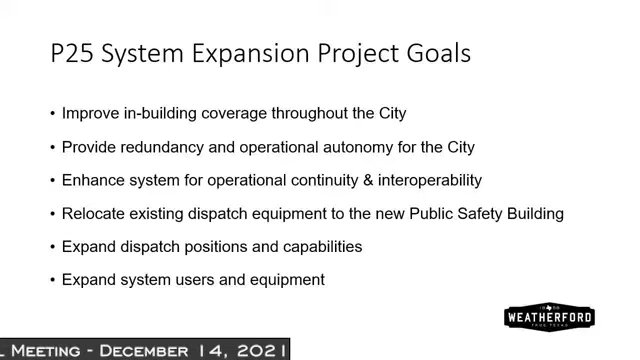 P25 System Expansion Project Goals
• Improve in-building coverage throughout the City
• Provide redundancy and operational autonomy for the City
• Enhance system for operational continuity & interoperability
• Relocate existing dispatch equipment to the new Public Safety Building
• Expand dispatch positions and capabilities
• Expand system users and equipment
WEATHERFORD
TRUE TEXAS
L MEETING - DECEMBER 14, 2021